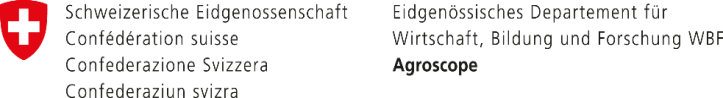 Schweizerische Eidgenossenschaft
Confédération suisse
Confederazione Svizzera
Confederaziun svizra
Eidgenössisches Departement für
Wirtschaft, Bildung und Forschung WBF
Agroscope